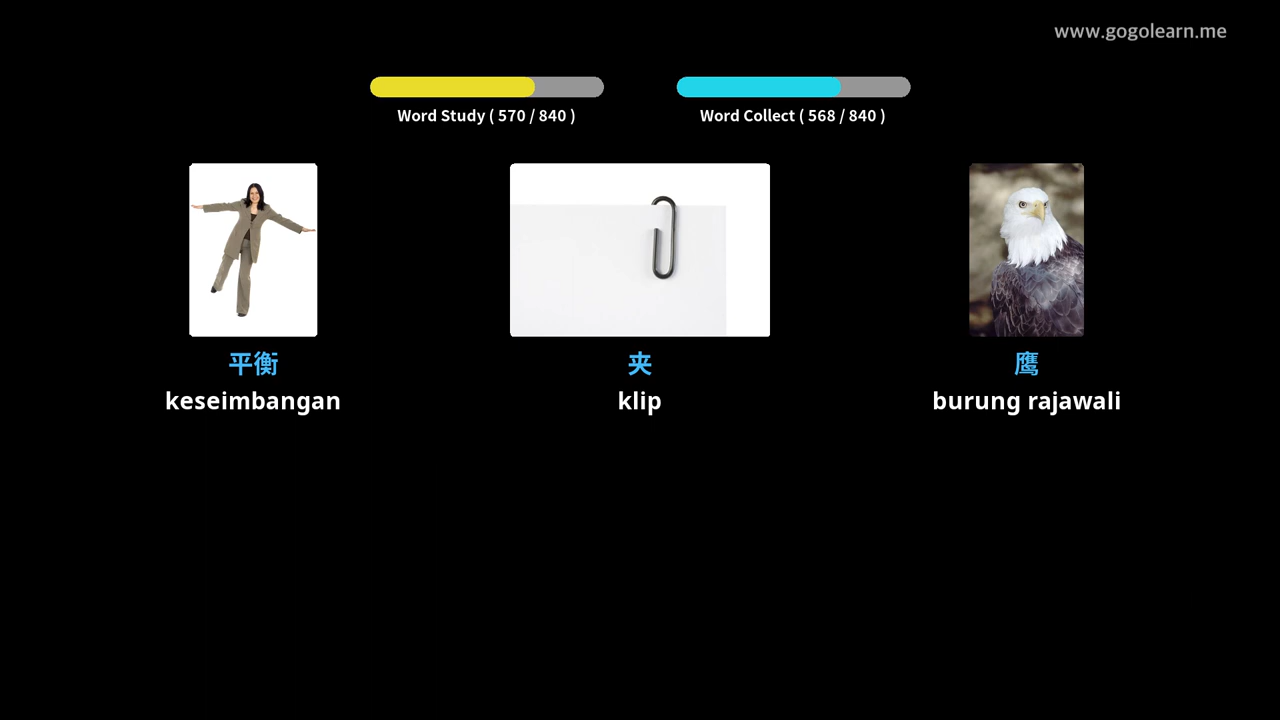 www.gogolearn.me
Word Study ( 570 / 840 )
Word Collect ( 568 / 840 )
平衡
夹
鹰
keseimbangan
klip
burung rajawali